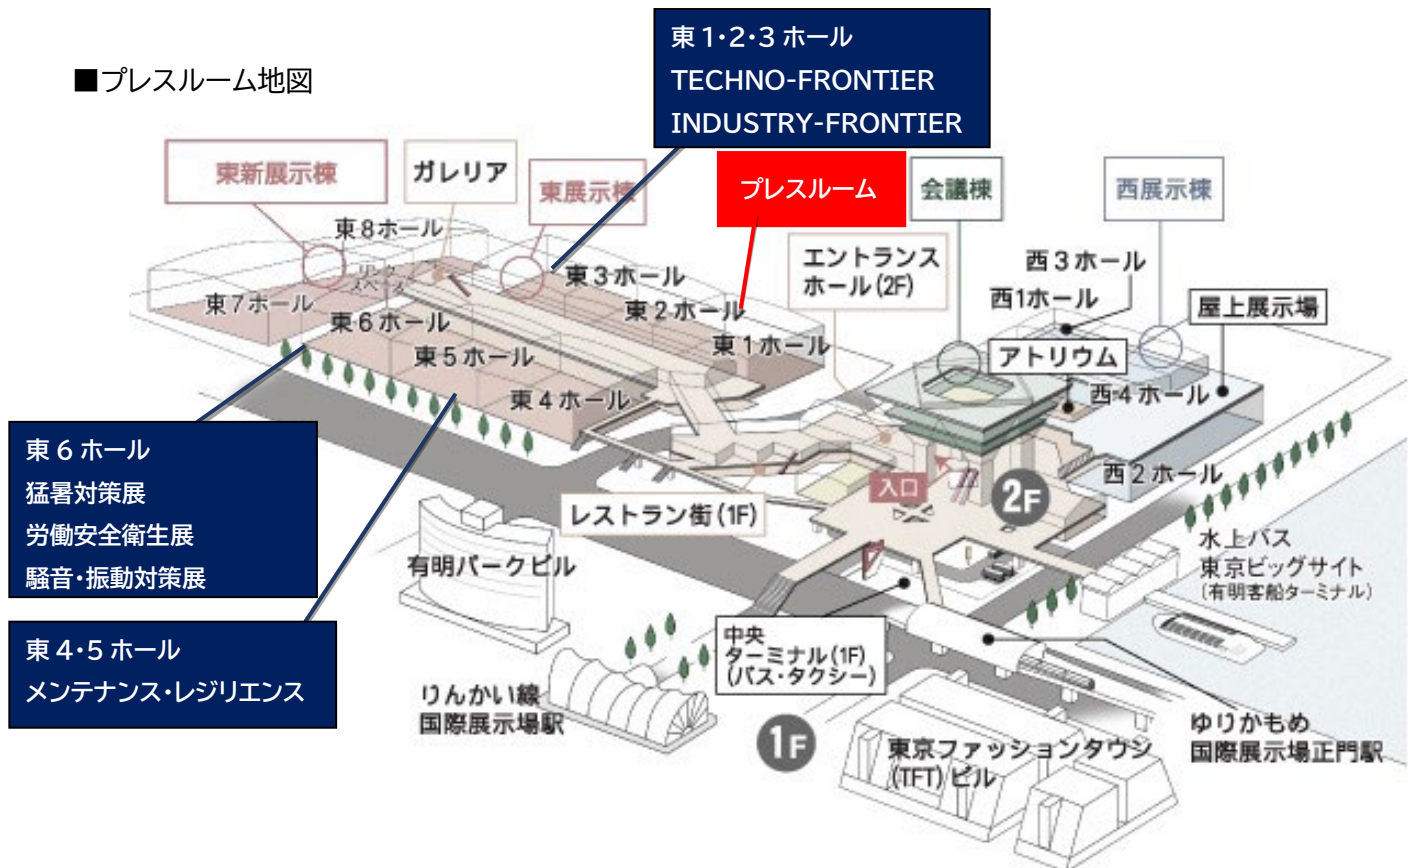 ■プレスルーム地図
東1・2・3 ホール
TECHNO-FRONTIER
INDUSTRY-FRONTIER
東新展示棟
ガレリア
東展示棟
プレスルーム
会議棟
西展示棟
東8ホール
リンク
スペース
東7ホール
東6ホール
東5ホール
東4ホール
東3ホール
東2ホール
東1ホール
エントランス
ホール(2F)
西3ホール
西1ホール
屋上展示場
アトリウム
西4ホール
西2ホール
入口
2F
レストラン街(1F)
東 6 ホール
猛暑対策展
労働安全衛生展
騒音・振動対策展
東 4・5 ホール
メンテナンス・レジリエンス
有明パークビル
水上バス
東京ビッグサイト
(有明客船ターミナル)
中央
ターミナル(1F)
(バス・タクシー)
りんかい線
国際展示場駅
1F
東京ファッションタウン
(TFT)ビル
ゆりかもめ
国際展示場正門駅